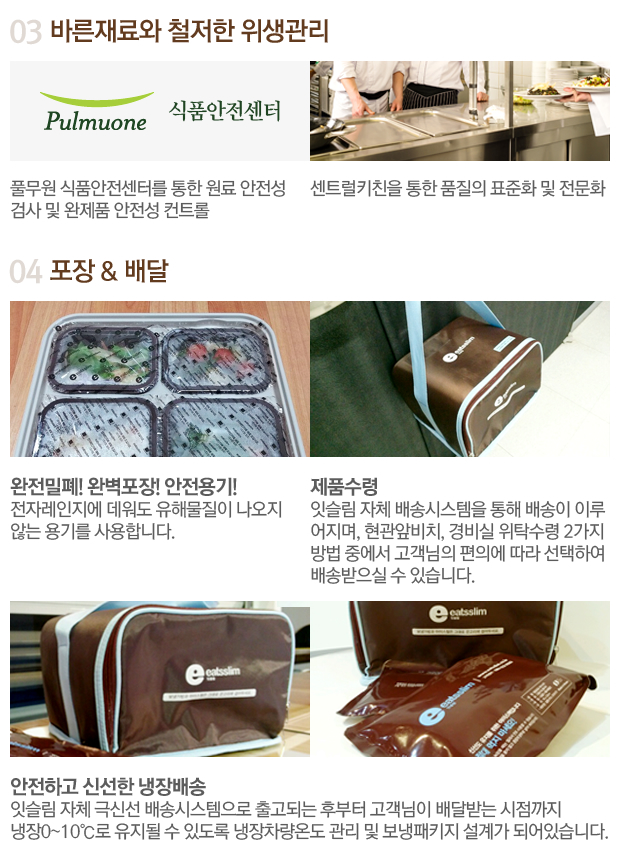 03 바른재료와 철저한 위생관리
Pulmuone 식품안전센터
풀무원 식품안전센터를 통한 원료 안전성
검사 및 완제품 안전성 컨트롤
센트럴키친을 통한 품질의 표준화 및 전문화
04 포장 & 배달
e eatsslim
완전밀폐! 완벽포장! 안전용기!
전자레인지에 데워도 유해물질이 나오지
않는 용기를 사용합니다.
제품수령
잇슬림 자체 배송시스템을 통해 배송이 이루
어지며, 현관앞비치, 경비실 위탁수령 2가지
방법 중에서 고객님의 편의에 따라 선택하여
배송받으실 수 있습니다.
e eatsslim
e eatsslim
e eatsslim
안전하고 신선한 냉장배송
잇슬림 자체 극신선 배송시스템으로 출고되는 후부터 고객님이 배달받는 시점까지
냉장0~10℃로 유지될 수 있도록 냉장차량온도 관리 및 보냉패키지 설계가 되어있습니다.